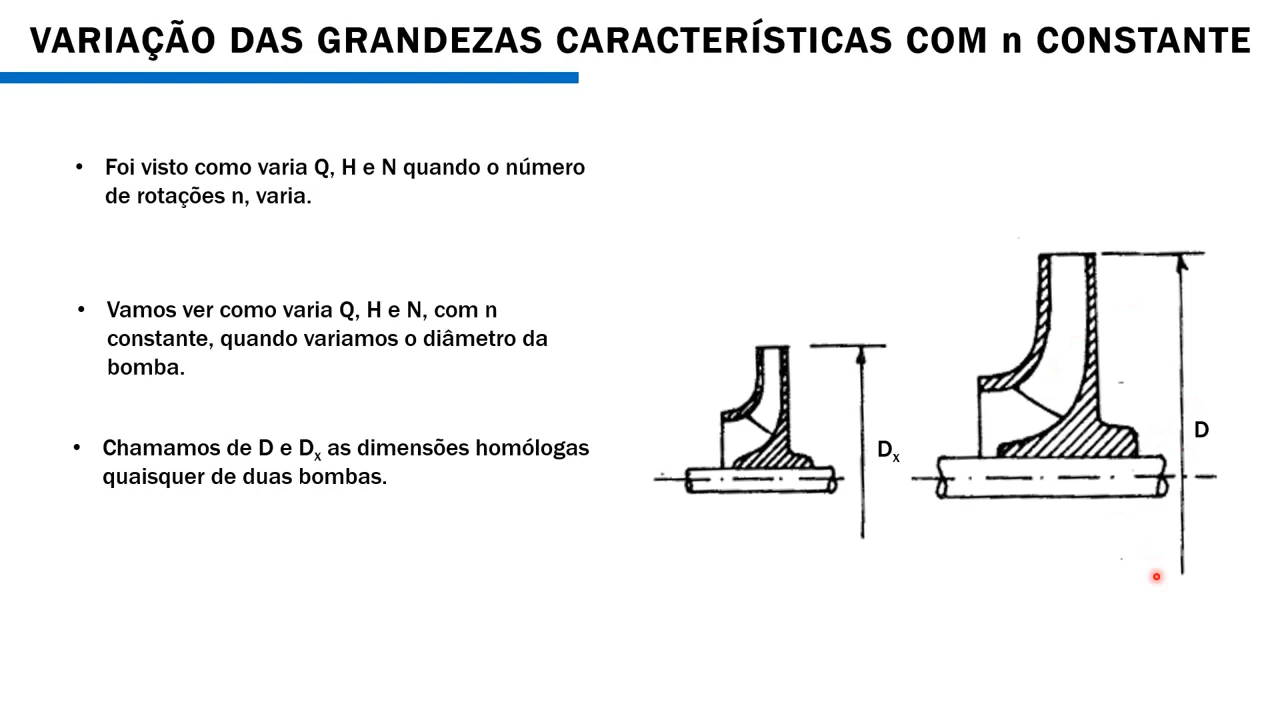 VARIAÇÃO DAS GRANDEZAS CARACTERÍSTICAS COM n CONSTANTE
• Foi visto como varia Q, H e N quando o número
de rotações n, varia.
• Vamos ver como varia Q, H e N, com n
constante, quando variamos o diâmetro da
bomba.
• Chamamos de D e Dx as dimensões homólogas
quaisquer de duas bombas.
Dx
D